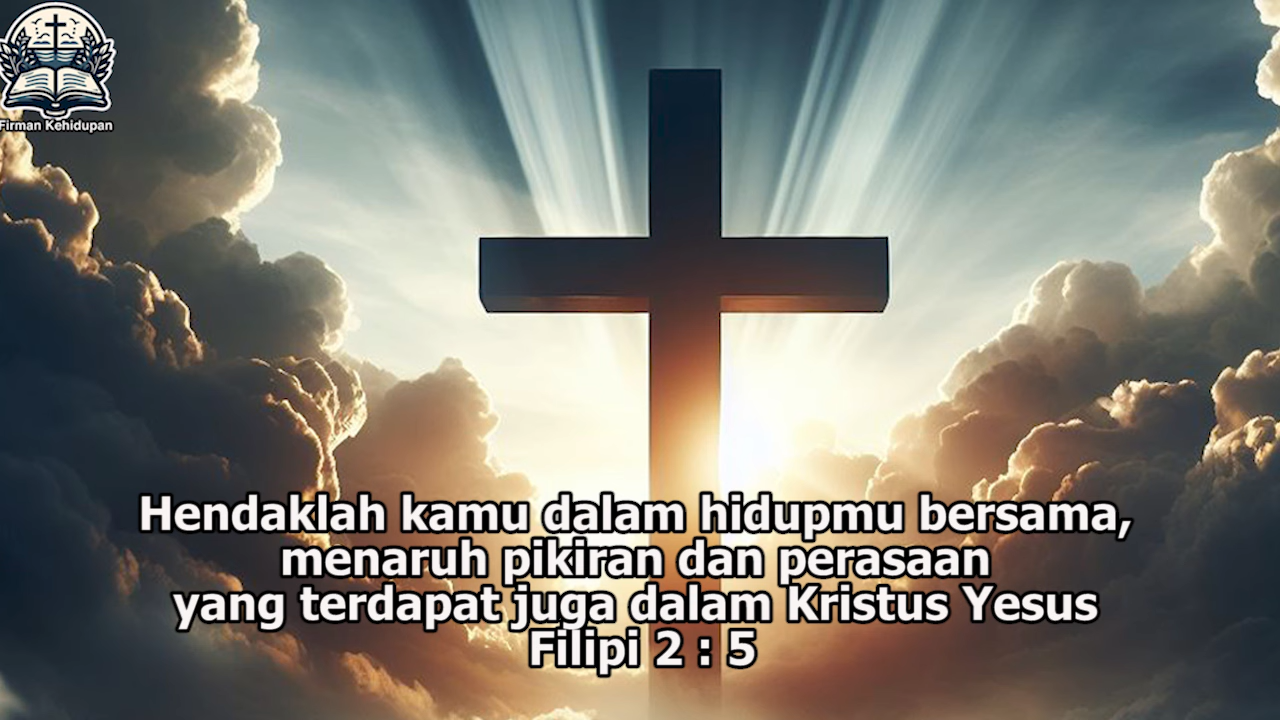 Firman Kehidupan
Hendaklah kamu dalam hidupmu bersama,
menaruh pikiran dan perasaan
yang terdapat juga dalam Kristus Yesus
Filipi 2 : 5